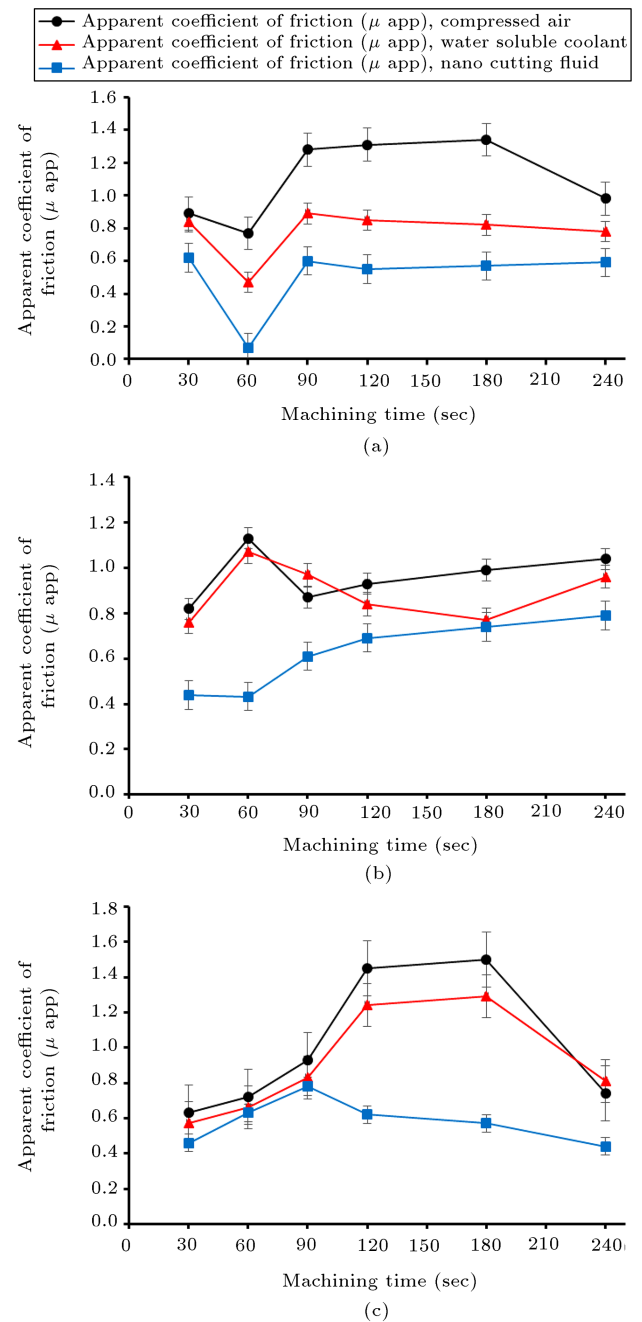 Apparent coefficient of friction (μ app), compressed air
Apparent coefficient of friction (μ app), water soluble coolant
Apparent coefficient of friction (μ app), nano cutting fluid
Apparent coefficient of
friction (μ app)
1.6
1.4
1.2
1.0
0.8
0.6
0.4
0.2
0.0
0 30 60 90 120 150 180 210 240
Machining time (sec)
(a)
Apparent coefficient of
friction (μ app)
1.4
1.2
1.0
0.8
0.6
0.4
0.2
0.0
0 30 60 90 120 150 180 210 240
Machining time (sec)
(b)
Apparent coefficient of
friction (μ app)
1.8
1.6
1.4
1.2
1.0
0.8
0.6
0.4
0.2
0.0
0 30 60 90 120 150 180 210 240
Machining time (sec)
(c)